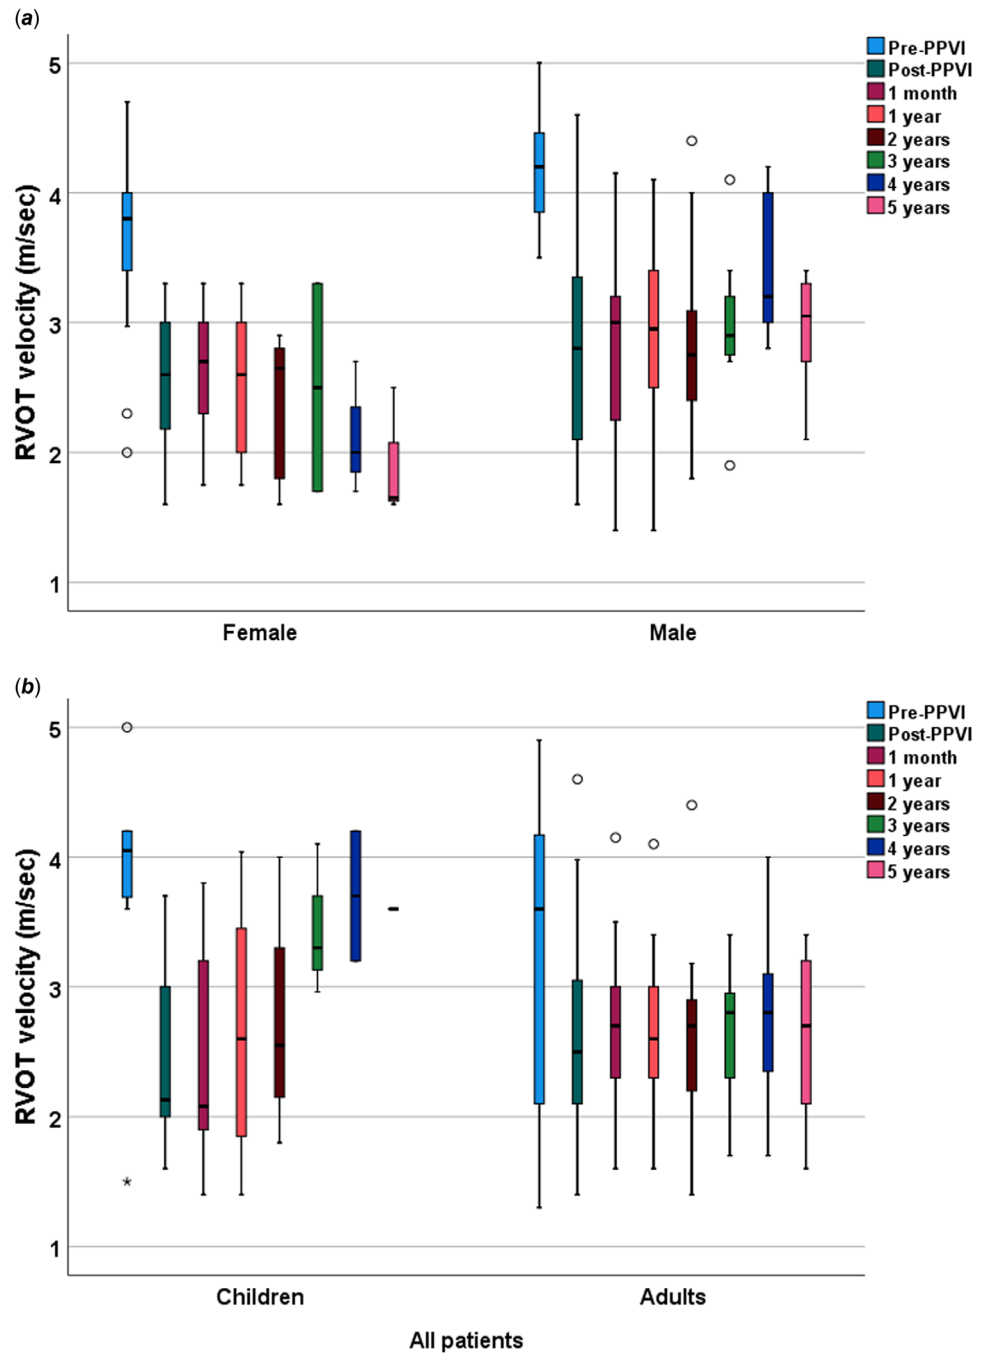 (a)
5
4
3
2
1
RVOT velocity (m/sec)
Female
Male
Pre-PPVI
Post-PPVI
1 month
1 year
2 years
3 years
4 years
5 years
(b)
5
4
3
2
1
RVOT velocity (m/sec)
Children
Adults
All patients
Pre-PPVI
Post-PPVI
1 month
1 year
2 years
3 years
4 years
5 years